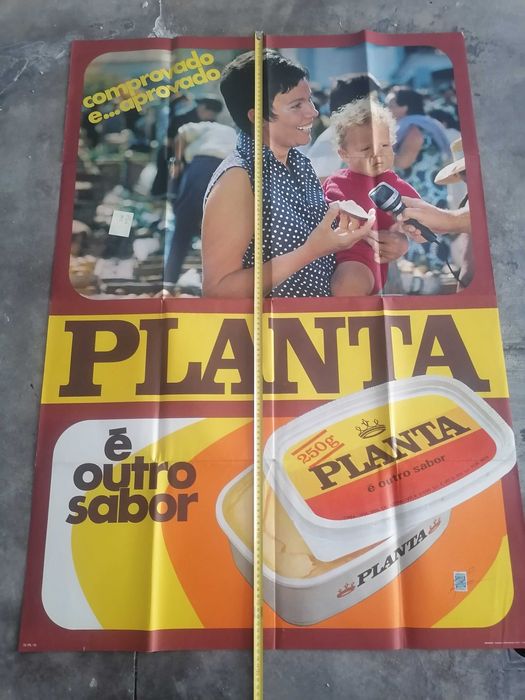 comprovado
e...aprovado
PLANTA
é
outro
sabor
250g
PLANTA
é outro sabor
PLANTA